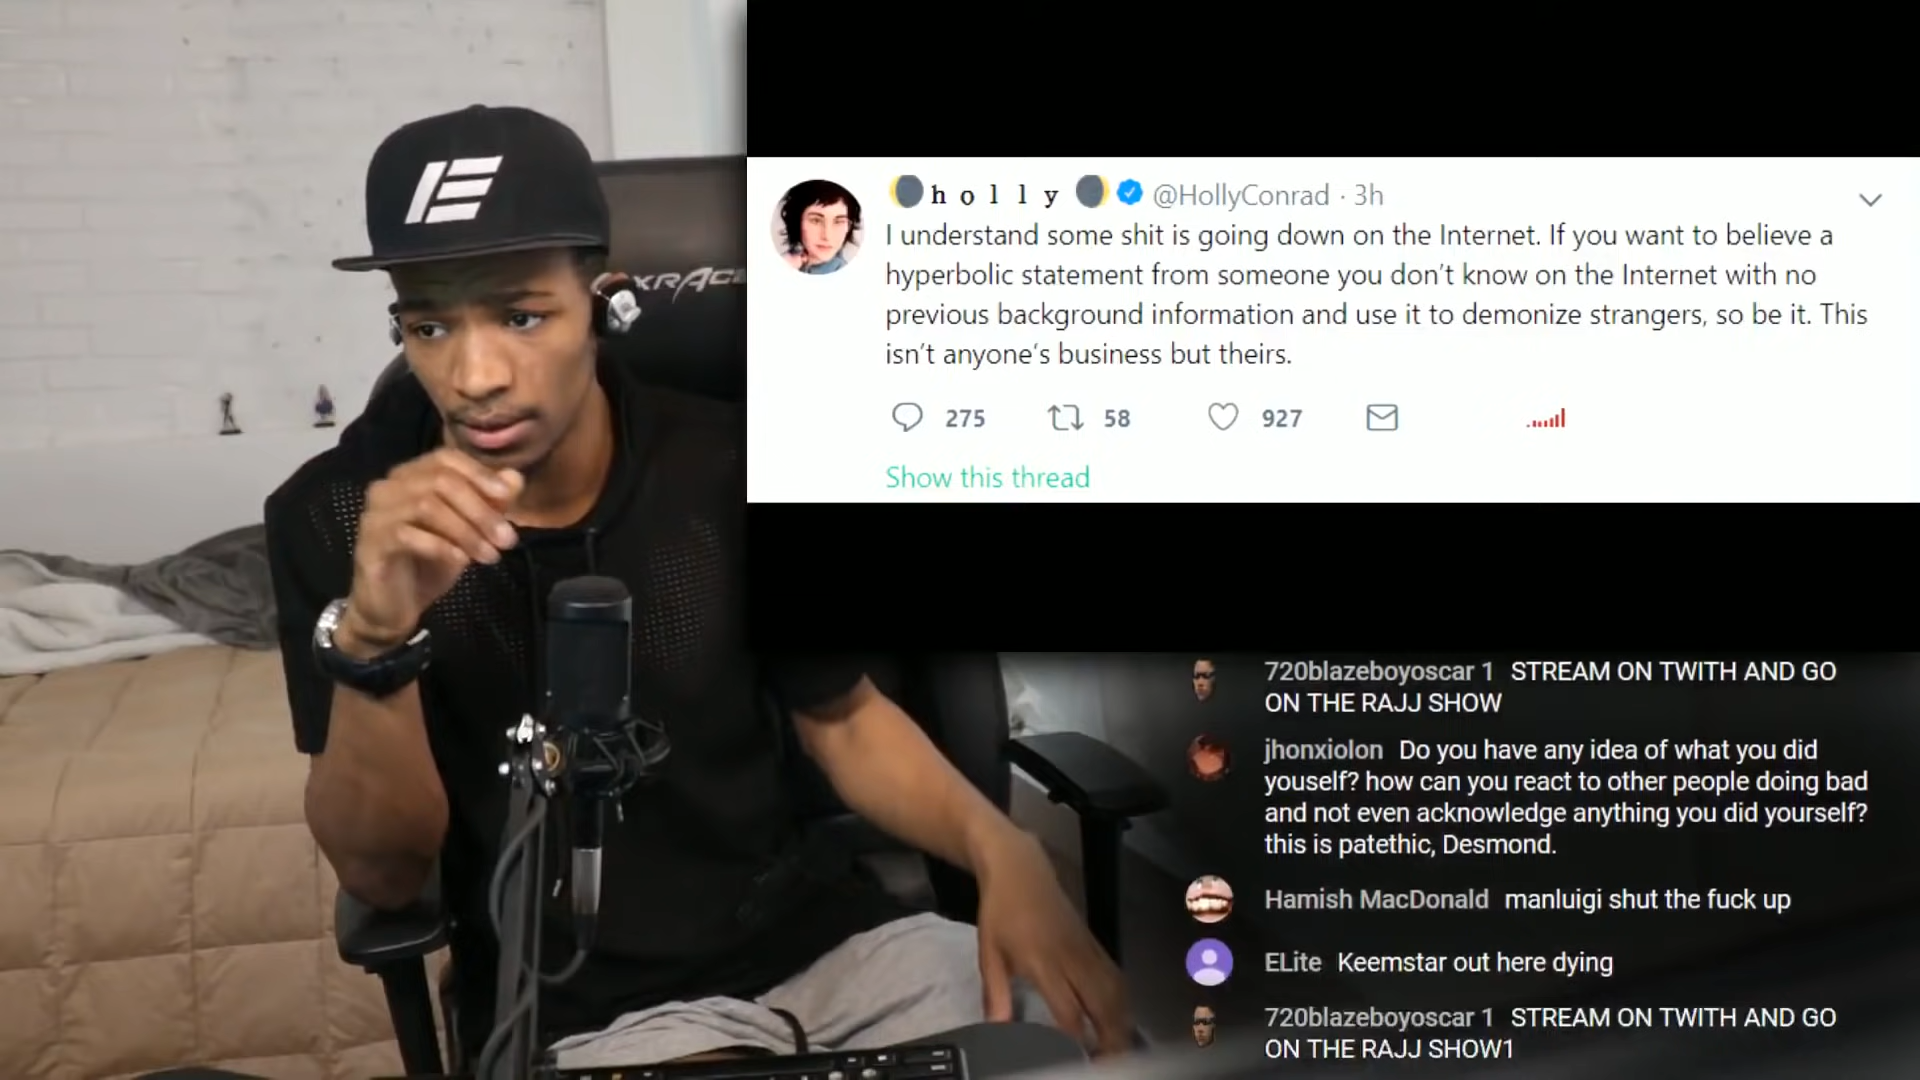 XRACE
holly @HollyConrad · 3h
I understand some shit is going down on the Internet. If you want to believe a
hyperbolic statement from someone you don't know on the Internet with no
previous background information and use it to demonize strangers, so be it. This
isn't anyone's business but theirs.
275 58 927
Show this thread
720blazeboyoscar 1 STREAM ON TWITH AND GO
ON THE RAJJ SHOW
jhonxiolon Do you have any idea of what you did
youself? how can you react to other people doing bad
and not even acknowledge anything you did yourself?
this is patethic, Desmond.
Hamish MacDonald manluigi shut the fuck up
ELite Keemstar out here dying
720blazeboyoscar 1 STREAM ON TWITH AND GO
ON THE RAJJ SHOW1